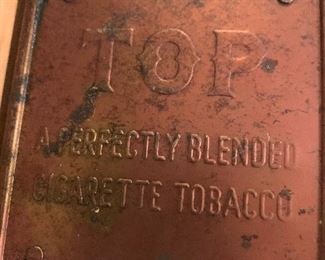 TOP
A PERFECTLY BLENDED
CIGARETTE TOBACCO